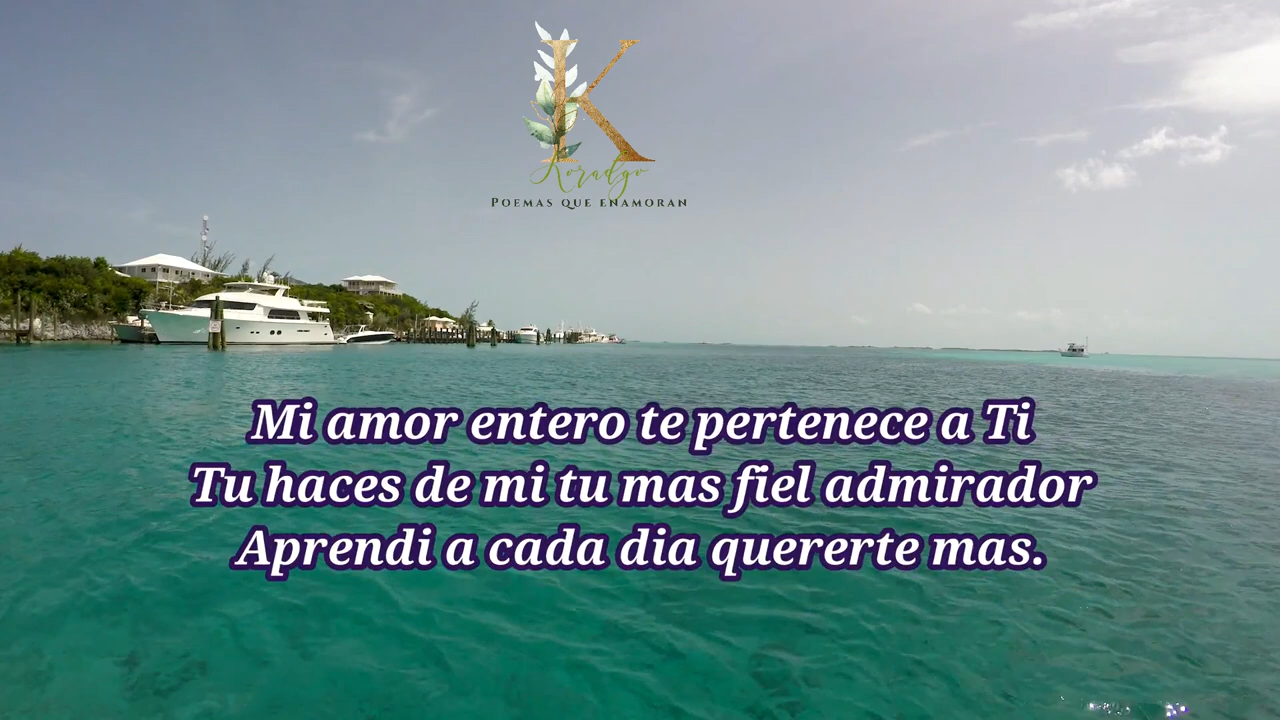 K
Koradgo
POEMAS QUE ENAMORAN
Mi amor entero te pertenece a Ti
Tu haces de mi tu mas fiel admirador
Aprendi a cada dia quererte mas.